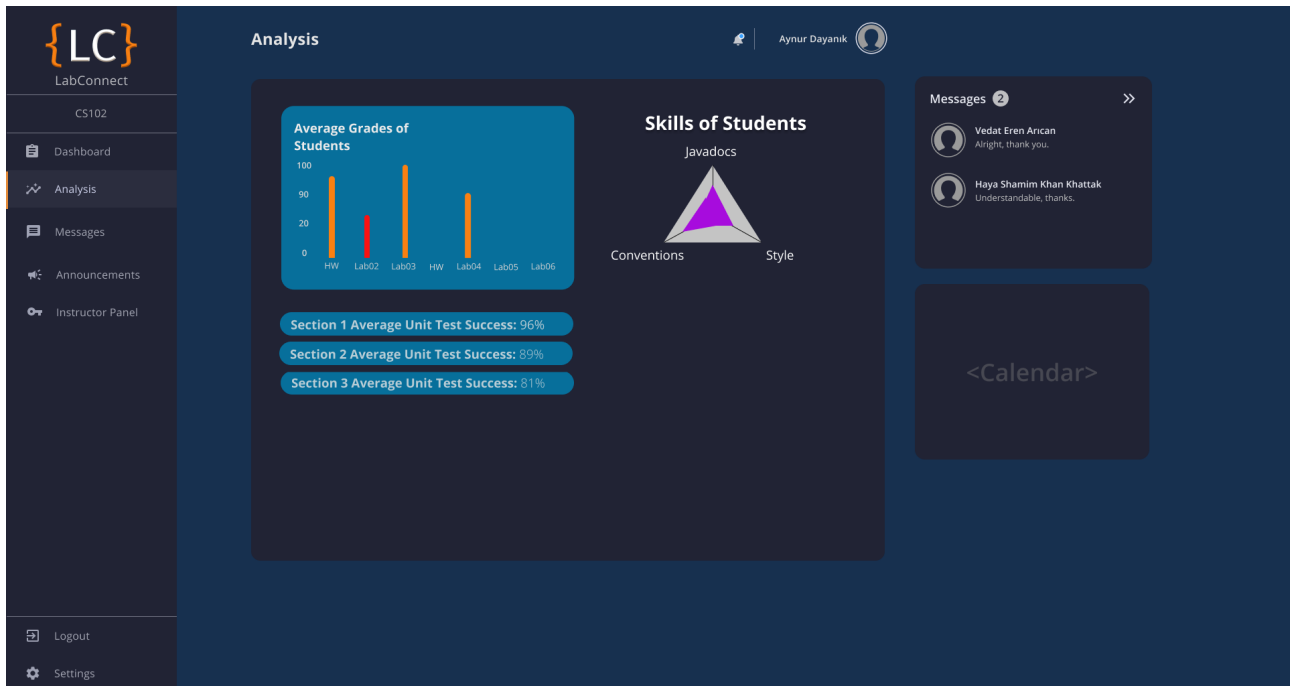 {LC}
LabConnect
CS102
Dashboard
Analysis
Messages
Announcements
Instructor Panel
Logout
Settings
Analysis
Aynur Dayanık
Average Grades of
Students
100
90
20
0
HW Lab02 Lab03 HW Lab04 Lab05 Lab06
Section 1 Average Unit Test Success: 96%
Section 2 Average Unit Test Success: 89%
Section 3 Average Unit Test Success: 81%
Skills of Students
Javadocs
Conventions Style
Messages 2
Vedat Eren Arıcan
Alright, thank you.
Haya Shamim Khan Khattak
Understandable, thanks.
<Calendar>